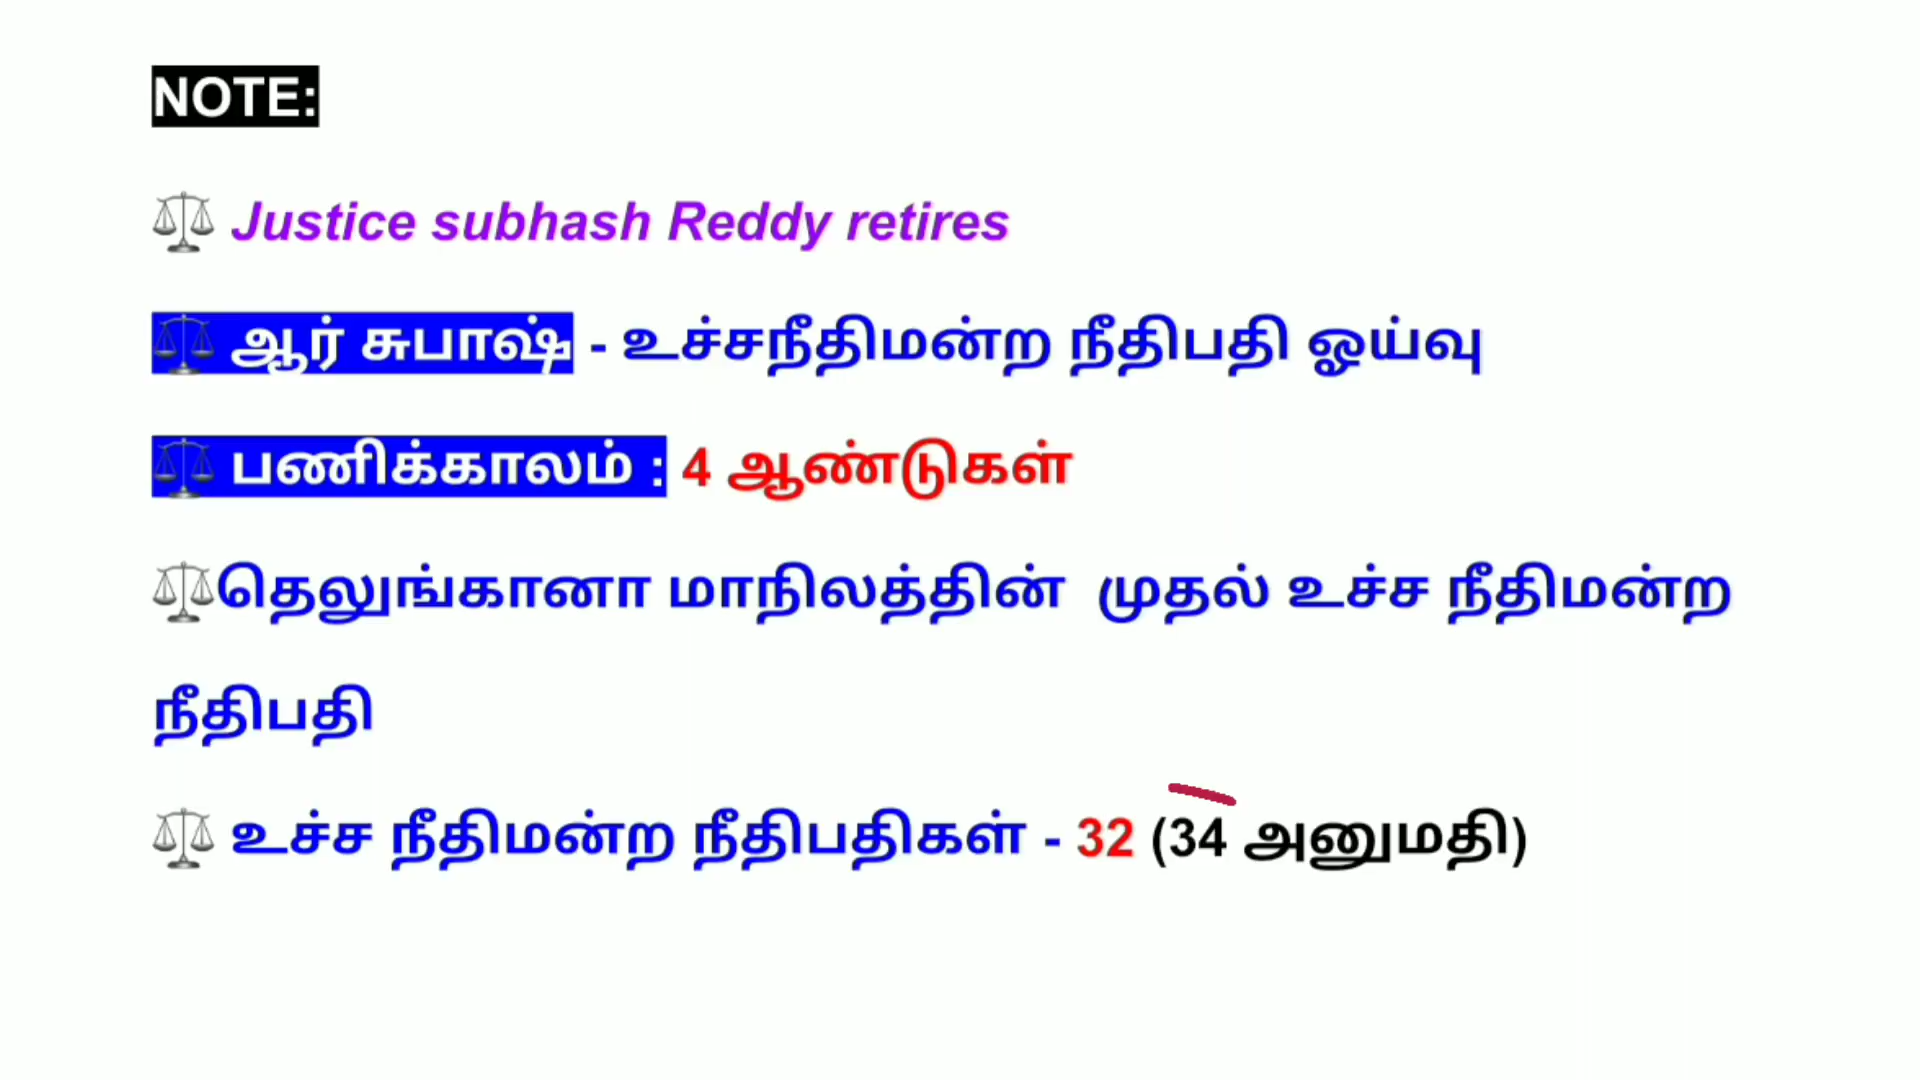 NOTE:
⚖️ Justice subhash Reddy retires
⚖️ ஆர் சுபாஷ் - உச்சநீதிமன்ற நீதிபதி ஓய்வு
⚖️ பணிக்காலம் : 4 ஆண்டுகள்
⚖️தெலுங்கானா மாநிலத்தின் முதல் உச்ச நீதிமன்ற
நீதிபதி
⚖️ உச்ச நீதிமன்ற நீதிபதிகள் - 32 (34 அனுமதி)